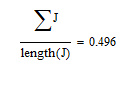 ∑J
length(J) = 0.496